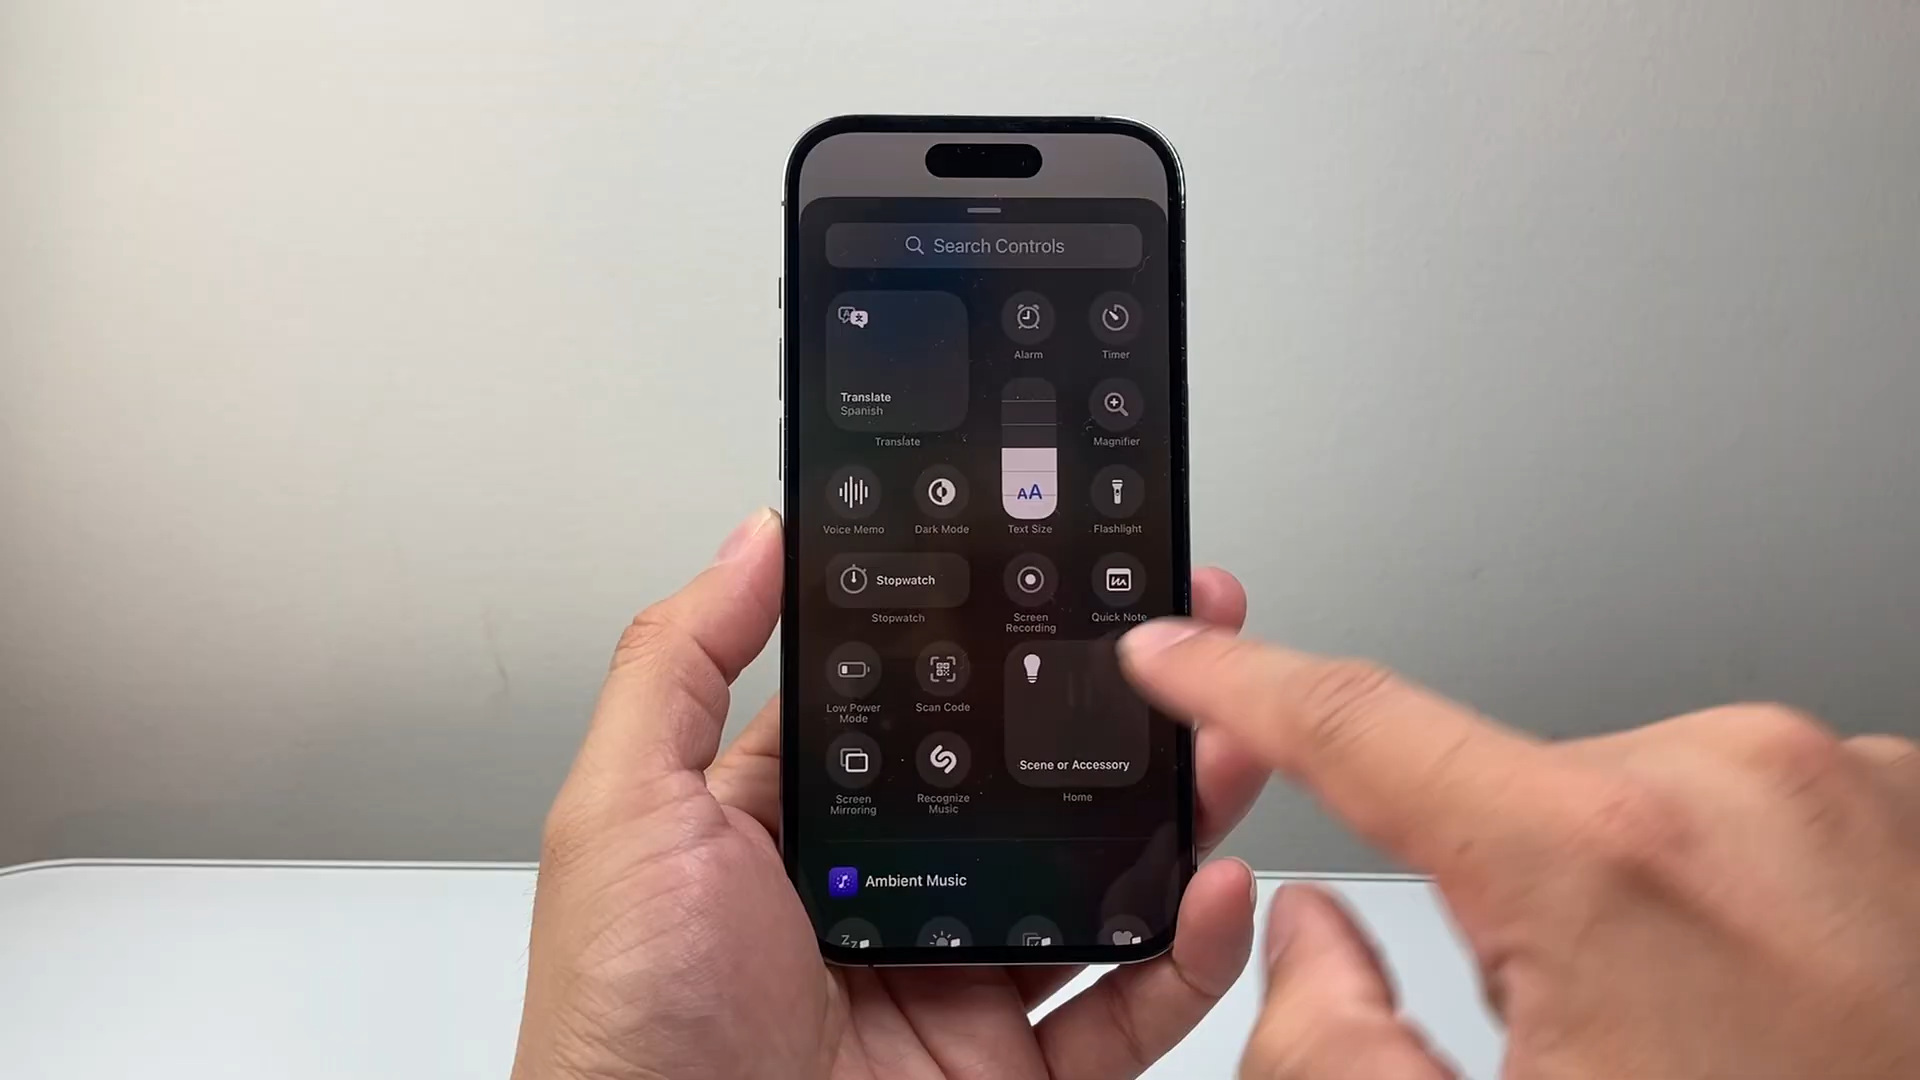 Search Controls
Translate
Spanish
Translate
Alarm
Timer
Magnifier
Voice Memo
Dark Mode
AA
Text Size
Flashlight
Stopwatch
Stopwatch
Screen
Recording
Quick Note
Low Power
Mode
Scan Code
Scene or Accessory
Home
Screen
Mirroring
Recognize
Music
Ambient Music
Zz